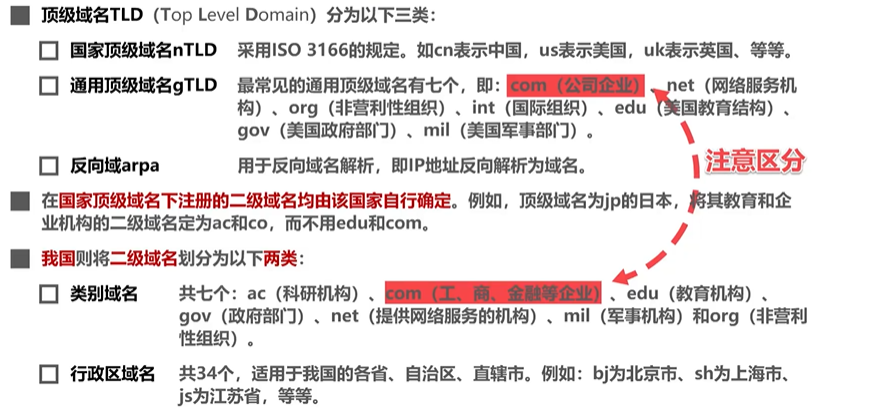 顶级域名TLD（Top Level Domain）分为以下三类：
国家顶级域名nTLD 采用ISO 3166的规定。如cn表示中国，us表示美国，uk表示英国、等等。
通用顶级域名gTLD 最常见的通用顶级域名有七个，即：com（公司企业）、net（网络服务机
构）、org（非营利性组织）、int（国际组织）、edu（美国教育结构）、
gov（美国政府部门）、mil（美国军事部门）。
注意区分
反向域arpa 用于反向域名解析，即IP地址反向解析为域名。
在国家顶级域名下注册的二级域名均由该国家自行确定。例如，顶级域名为jp的日本，将其教育和企
业机构的二级域名定为ac和co，而不用edu和com。
我国则将二级域名划分为以下两类：
类别域名 共七个：ac（科研机构）、com（工、商、金融等企业）、edu（教育机构）、
gov（政府部门）、net（提供网络服务的机构）、mil（军事机构）和org（非营利
性组织）。
行政区域名 共34个，适用于我国的各省、自治区、直辖市。例如：bj为北京市、sh为上海市、
js为江苏省，等等。